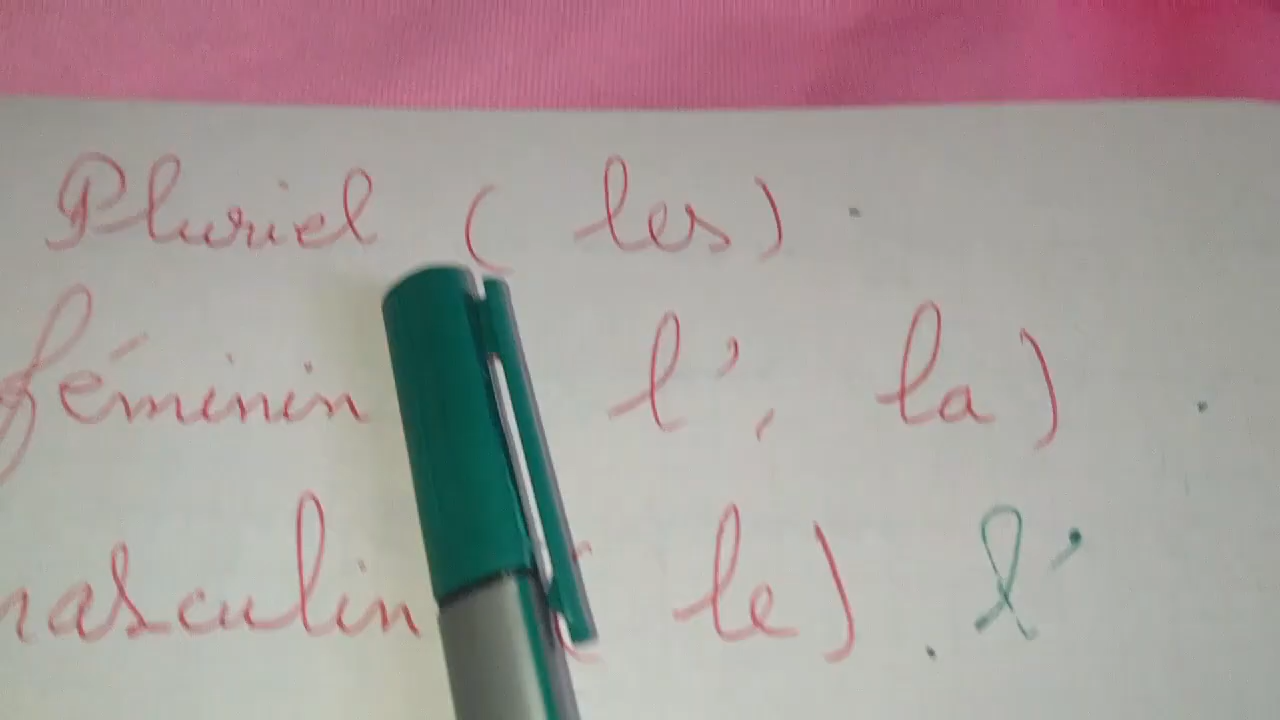 Pluriel ( les) .
féminin l', la) .
masculin ( le) . l'